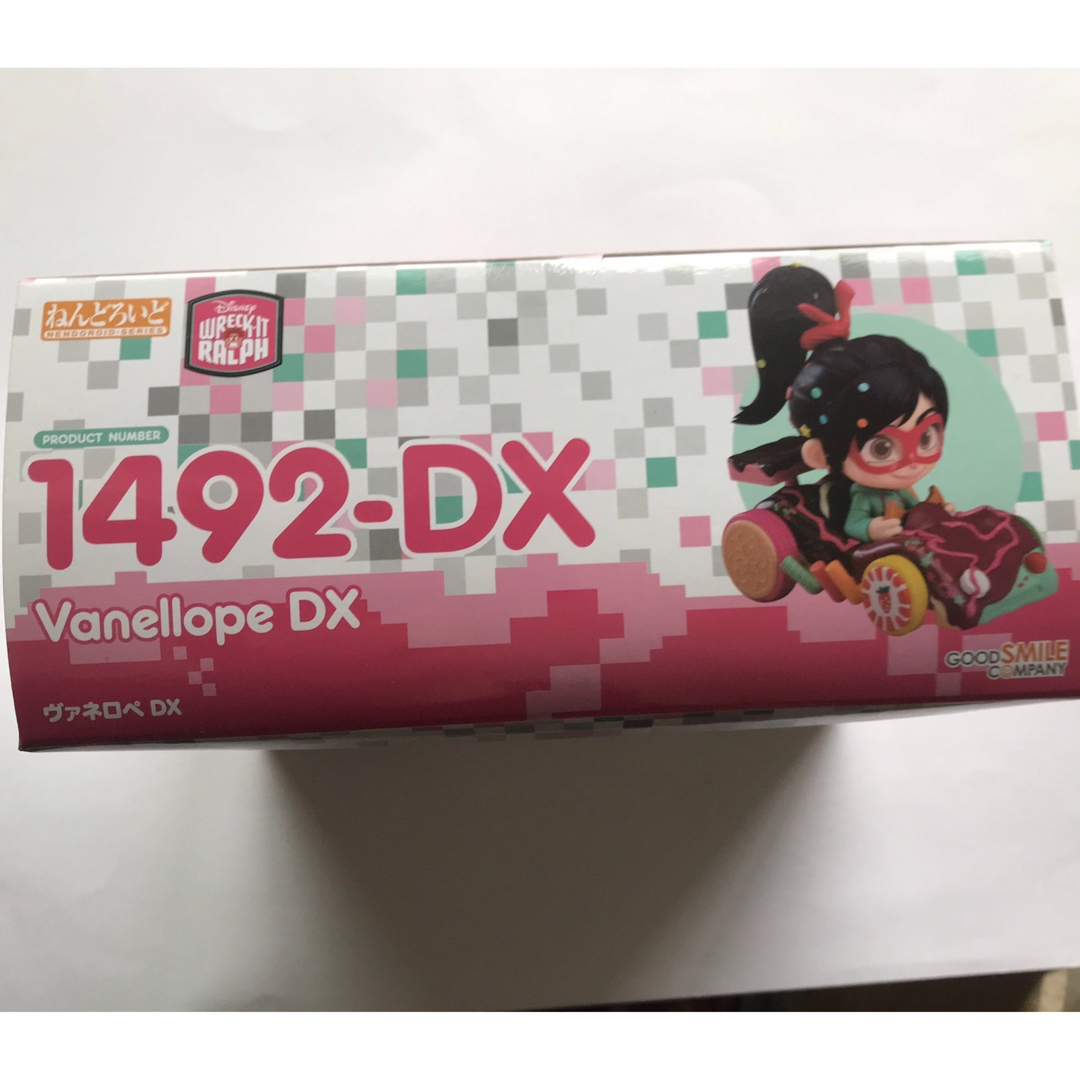 ねんどろいど
NENDOROID-SERIES
Disney
WRECK-IT
RALPH
PRODUCT NUMBER
1492-DX
Vanellope DX
ヴァネロペ DX
GOOD SMILE
COMPANY